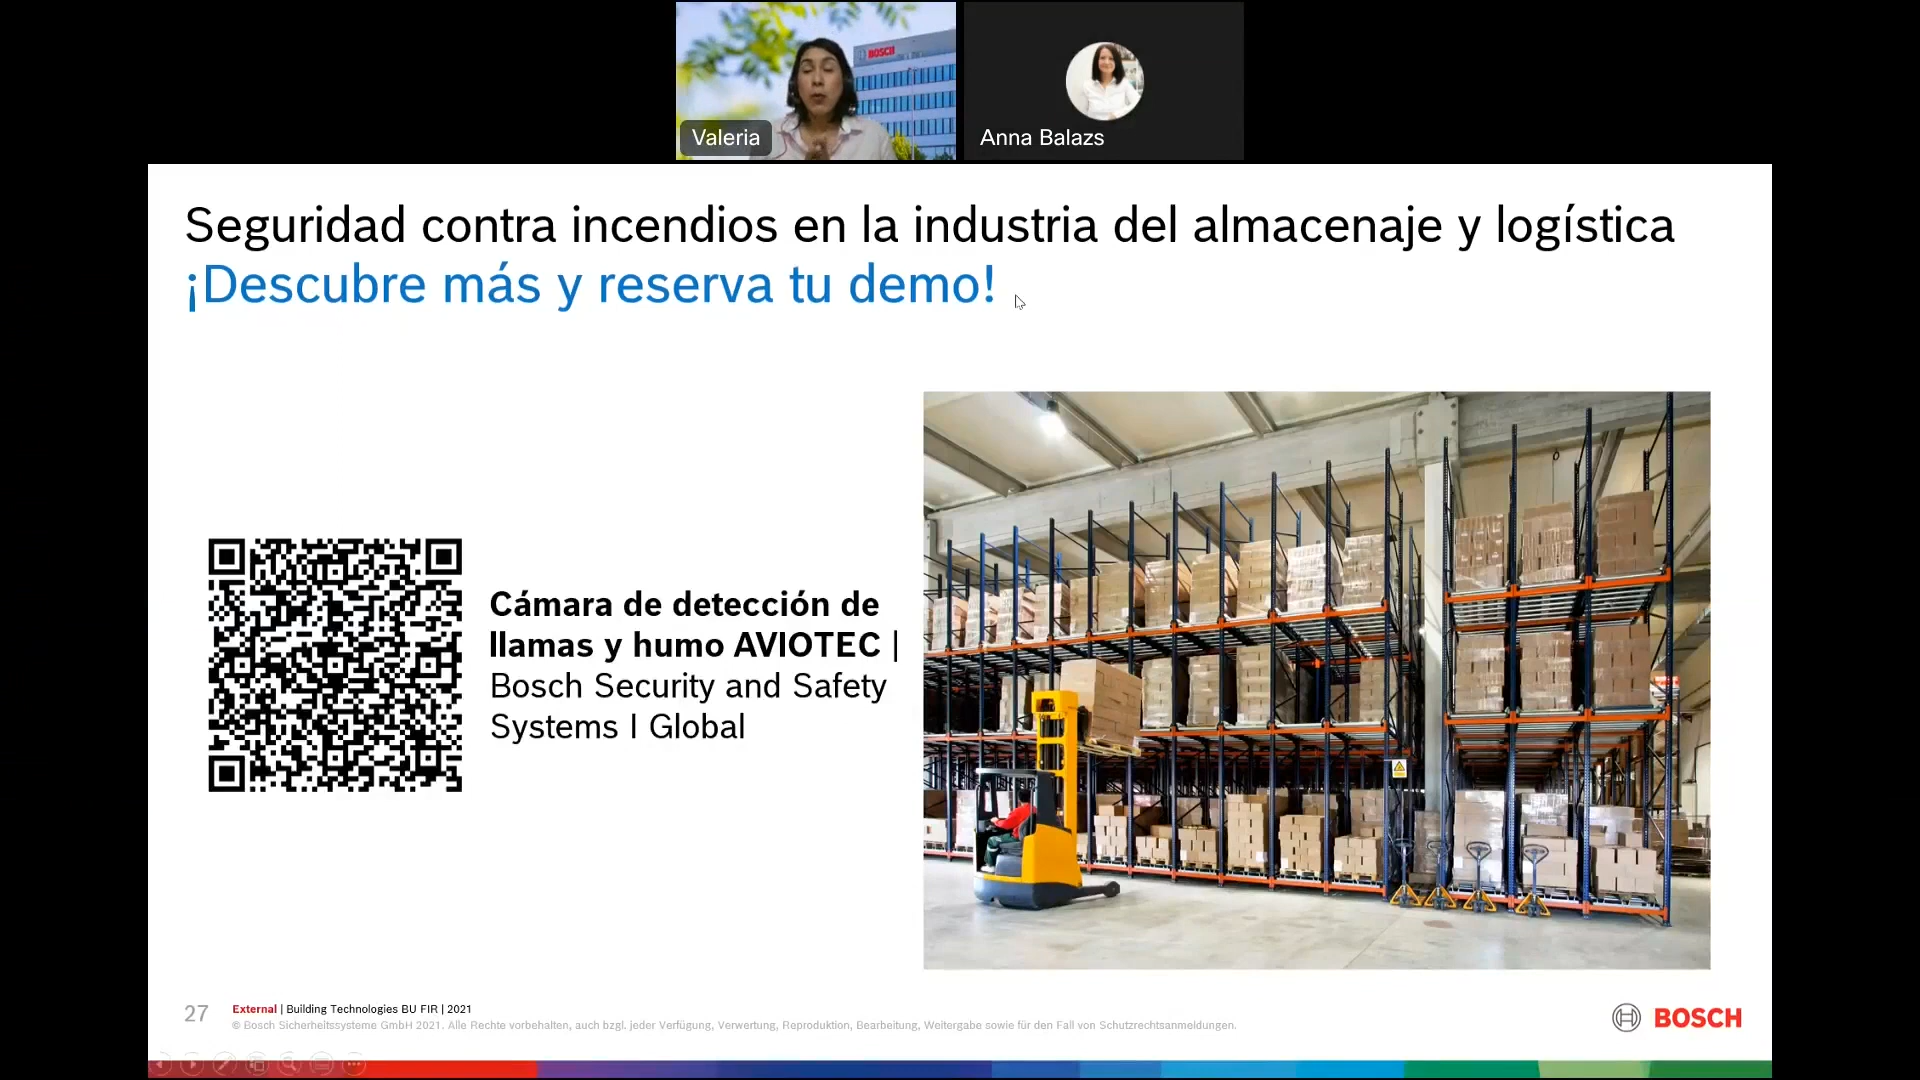 BOSCH
Valeria
Anna Balazs
Seguridad contra incendios en la industria del almacenaje y logística
¡Descubre más y reserva tu demo!
Cámara de detección de
llamas y humo AVIOTEC |
Bosch Security and Safety
Systems I Global
27
External | Building Technologies BU FIR | 2021
© Bosch Sicherheitssysteme GmbH 2021. Alle Rechte vorbehalten, auch bzgl. jeder Verfügung, Verwertung, Reproduktion, Bearbeitung, Weitergabe sowie für den Fall von Schutzrechtsanmeldungen.
BOSCH